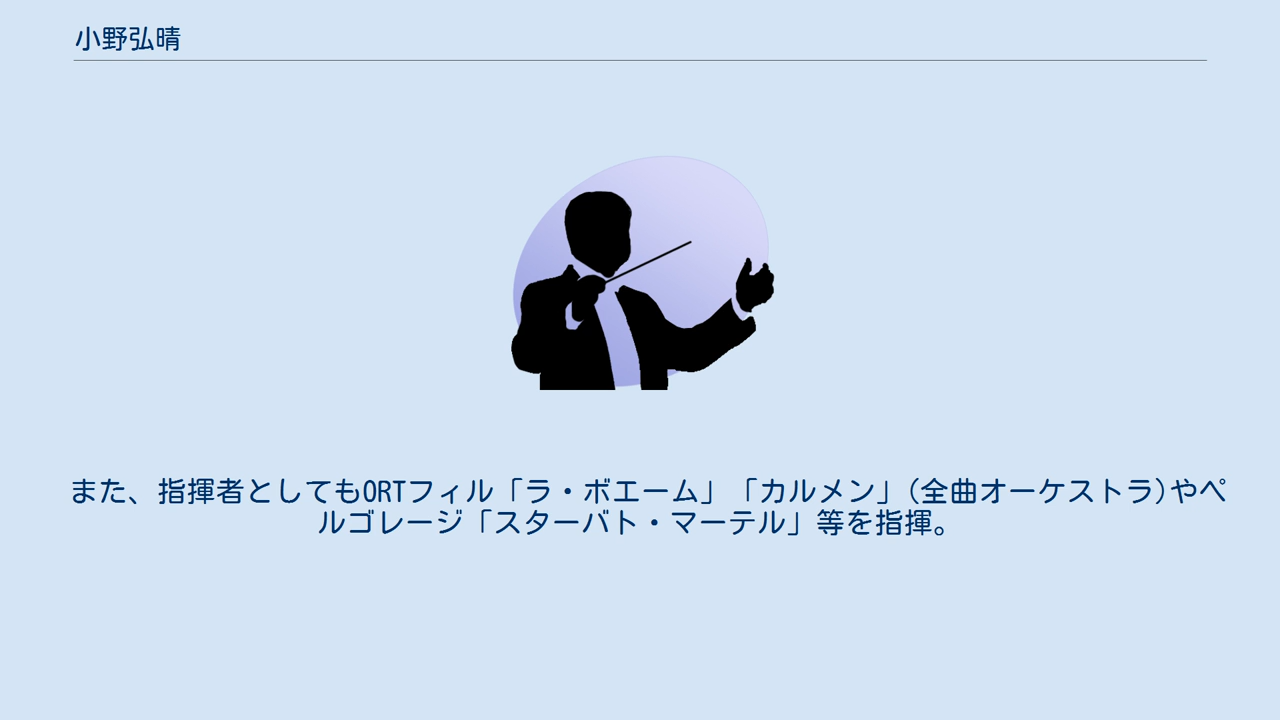 小野弘晴
また、指揮者としてもORTフィル「ラ・ボエーム」「カルメン」(全曲オーケストラ)やペ
ルゴレージ「スターバト・マーテル」等を指揮。